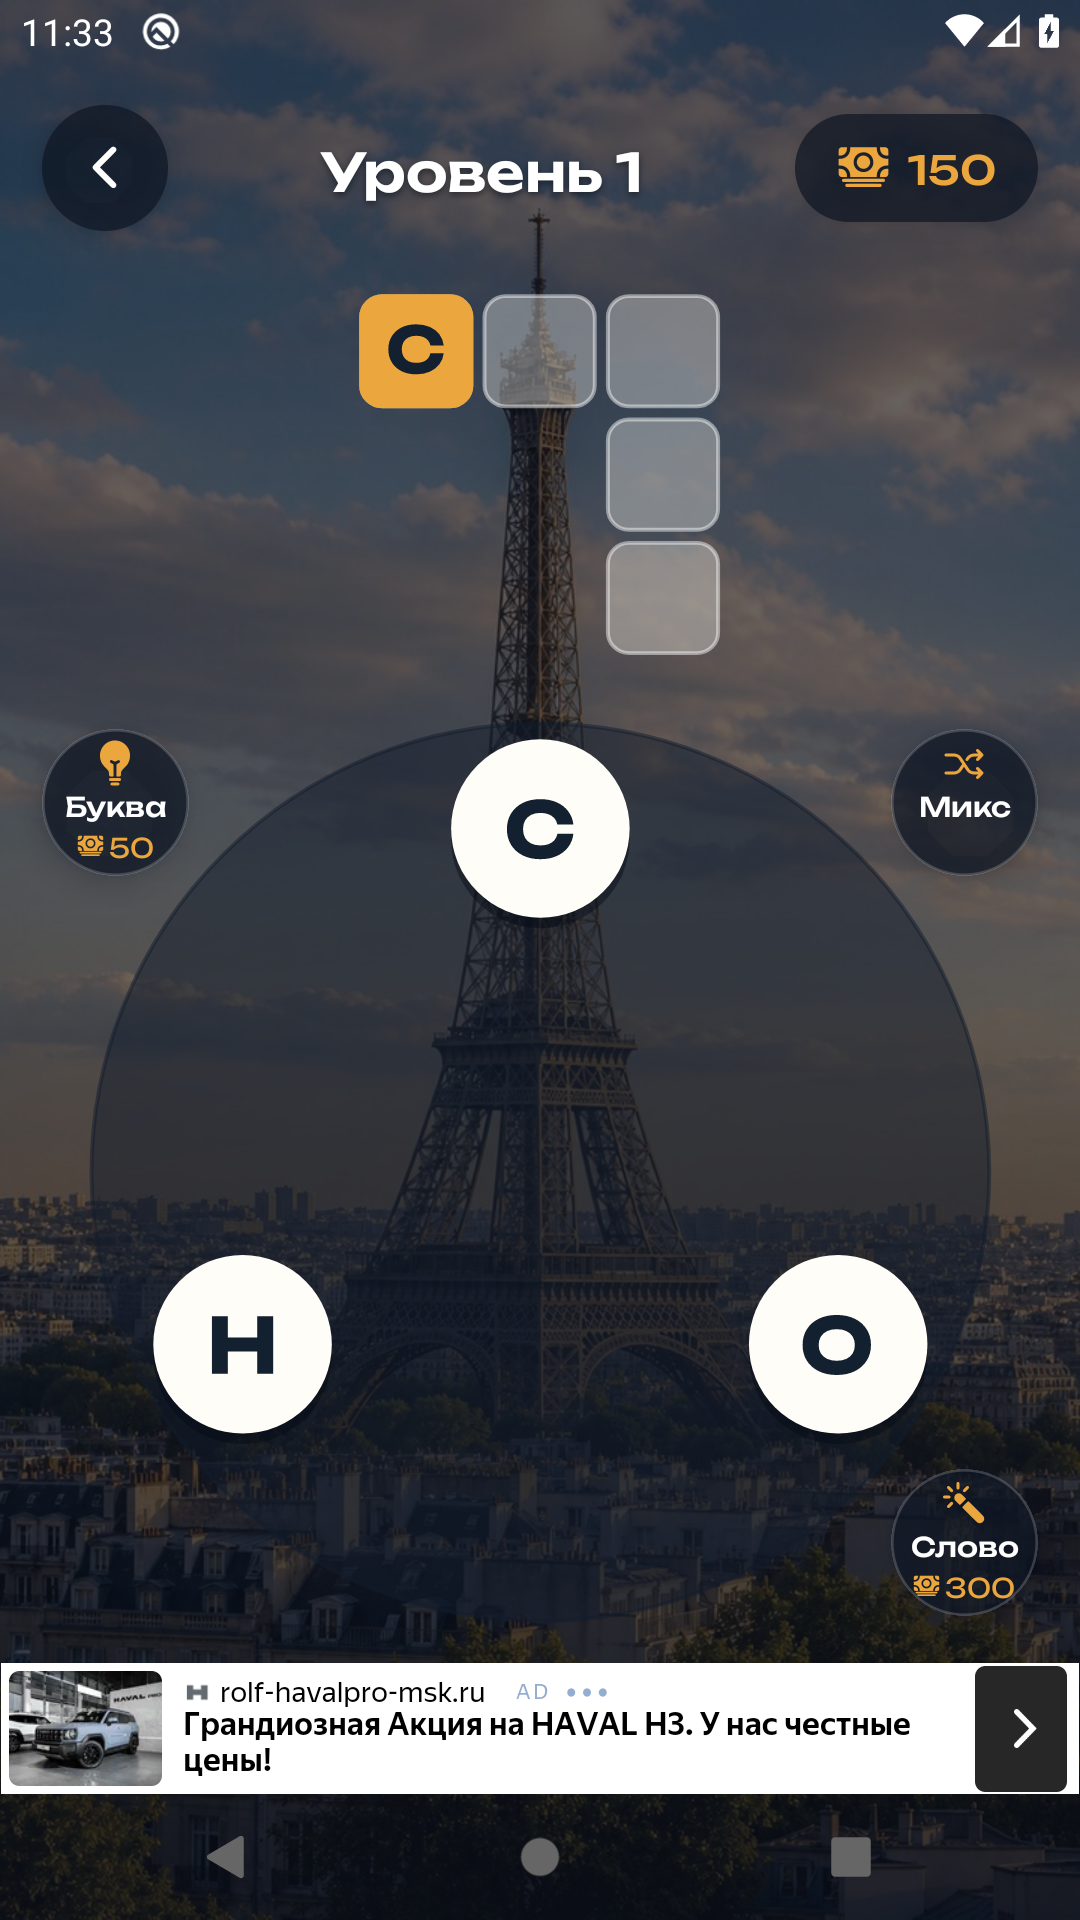 11:33
Уровень 1
150
С
Буква
50
Микс
С
Н
О
Слово
300
rolf-havalpro-msk.ru AD
Грандиозная Акция на HAVAL H3. У нас честные
цены!